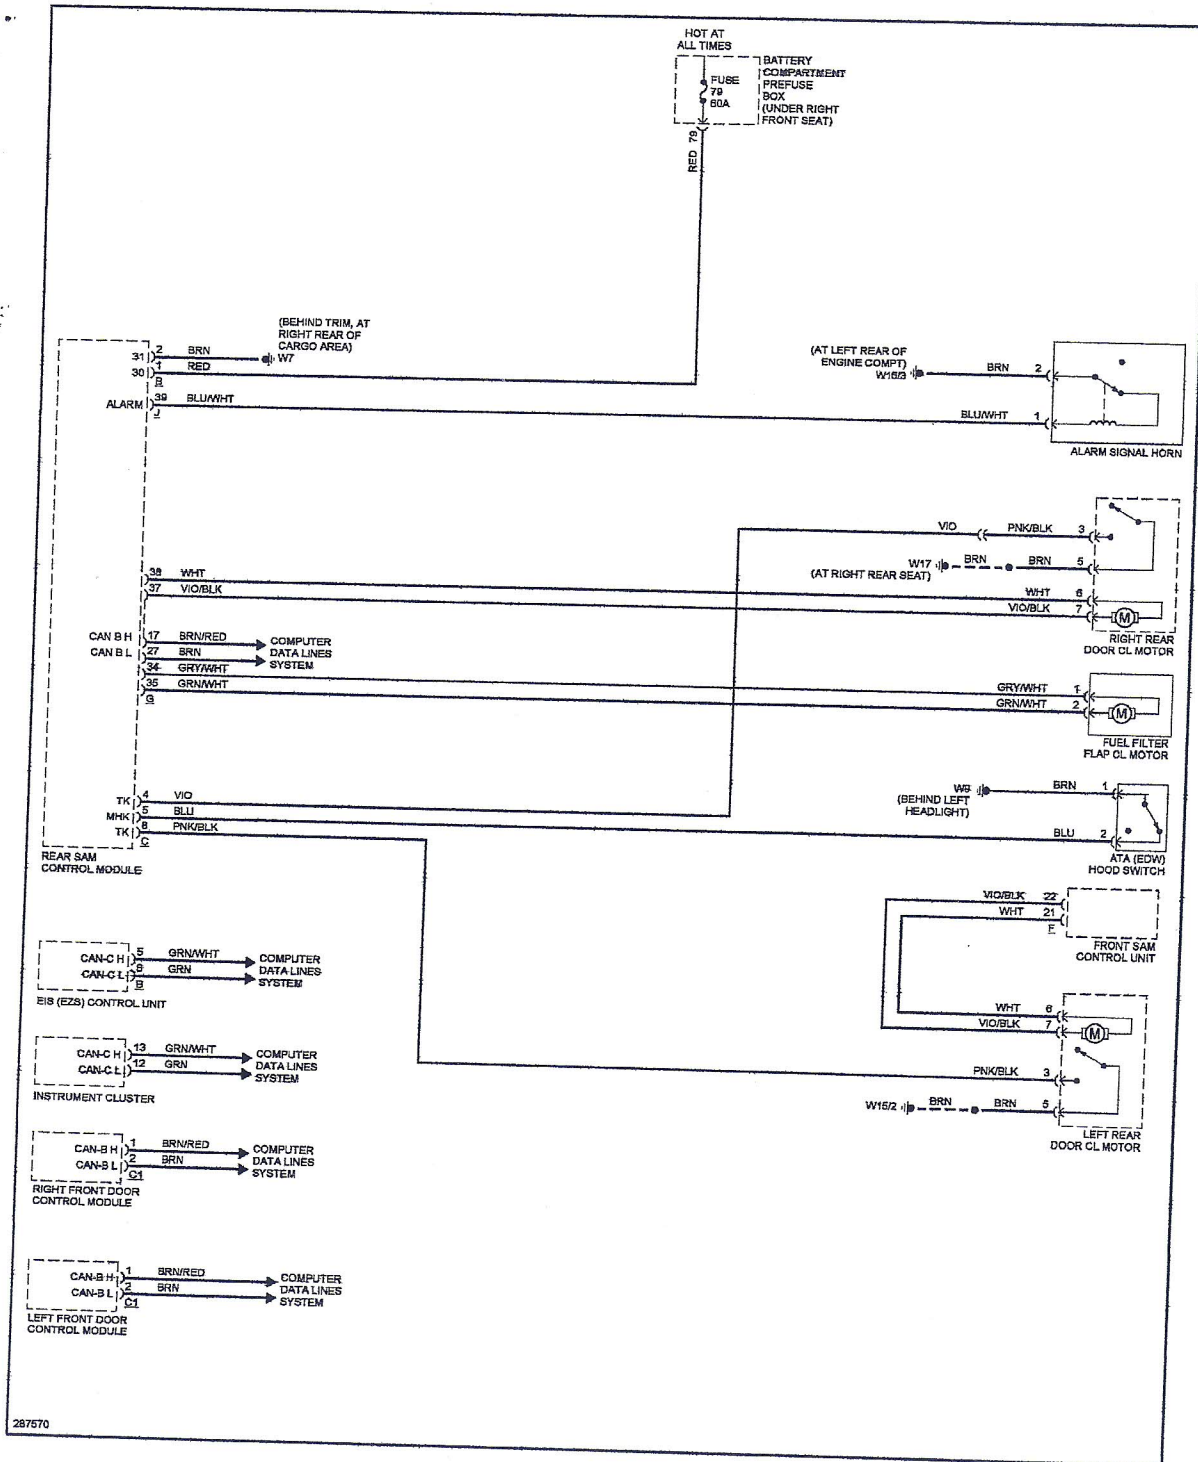 HOT AT
ALL TIMES
BATTERY
COMPARTMENT
PREFUSE
BOX
(UNDER RIGHT
FRONT SEAT)
FUSE
79
60A
RED 79
31 2 BRN
(BEHIND TRIM, AT
RIGHT REAR OF
CARGO AREA)
W7
30 1 RED
B
ALARM 39 BLU/WHT
J
(AT LEFT REAR OF
ENGINE COMPT)
W16/3 BRN 2
BLU/WHT 1
ALARM SIGNAL HORN
VIO PNK/BLK 3
W17 BRN BRN 5
(AT RIGHT REAR SEAT)
38 WHT
37 VIO/BLK
WHT 6
VIO/BLK 7
M
RIGHT REAR
DOOR CL MOTOR
CAN B H 17 BRN/RED
CAN B L 27 BRN
COMPUTER
DATA LINES
SYSTEM
34 GRY/WHT
35 GRN/WHT
G
GRY/WHT 1
GRN/WHT 2
M
FUEL FILTER
FLAP CL MOTOR
TK 4 VIO
MHK 5 BLU
TK 8 PNK/BLK
C
REAR SAM
CONTROL MODULE
W9 BRN 1
(BEHIND LEFT
HEADLIGHT)
BLU 2
ATA (EDW)
HOOD SWITCH
VIO/BLK 22
WHT 21
F
FRONT SAM
CONTROL UNIT
CAN-C H 5 GRN/WHT
CAN-C L GRN
B
COMPUTER
DATA LINES
SYSTEM
EIS (EZS) CONTROL UNIT
WHT 6
VIO/BLK 7
M
PNK/BLK 3
W15/2 BRN BRN 5
LEFT REAR
DOOR CL MOTOR
CAN-C H 13 GRN/WHT
CAN-C L 12 GRN
COMPUTER
DATA LINES
SYSTEM
INSTRUMENT CLUSTER
CAN-B H 1 BRN/RED
CAN-B L 2 BRN
C1
COMPUTER
DATA LINES
SYSTEM
RIGHT FRONT DOOR
CONTROL MODULE
CAN-B H 1 BRN/RED
CAN-B L 2 BRN
C1
COMPUTER
DATA LINES
SYSTEM
LEFT FRONT DOOR
CONTROL MODULE
287570